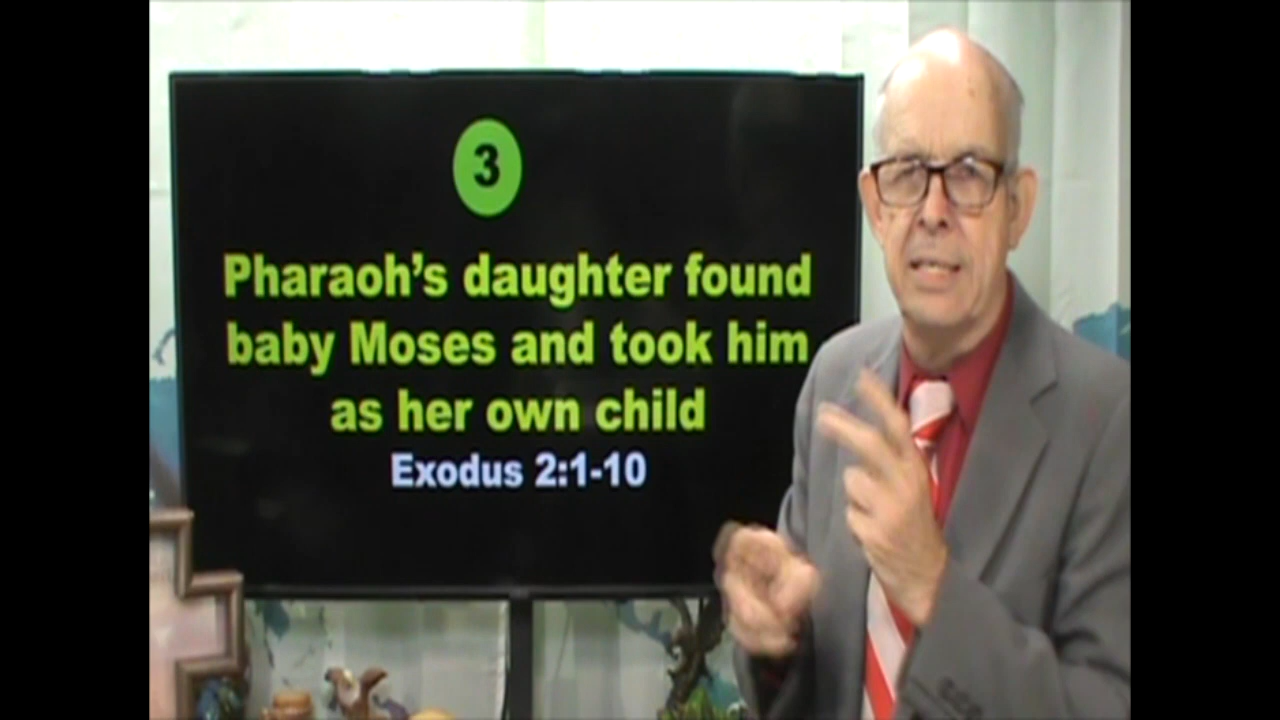 3
Pharaoh’s daughter found
baby Moses and took him
as her own child
Exodus 2:1-10